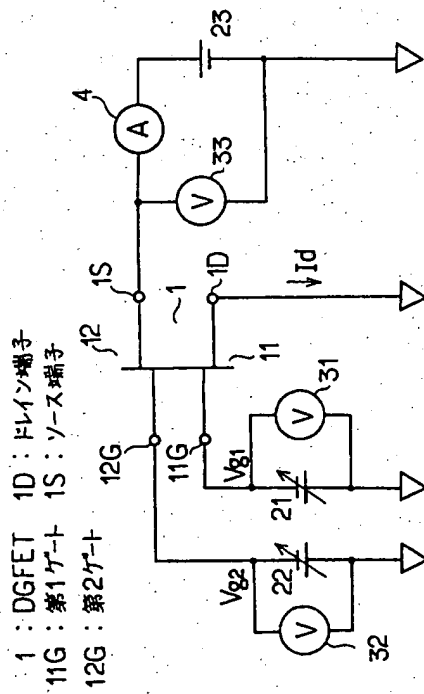 1 : DGFET 1D : ドレイン端子
11G : 第1ゲート 1S : ソース端子
12G : 第2ゲート
12
1S
4
A
23
V
33
1
1D
Id
11
12G
11G
Vg2
Vg1
22
21
V
31
V
32